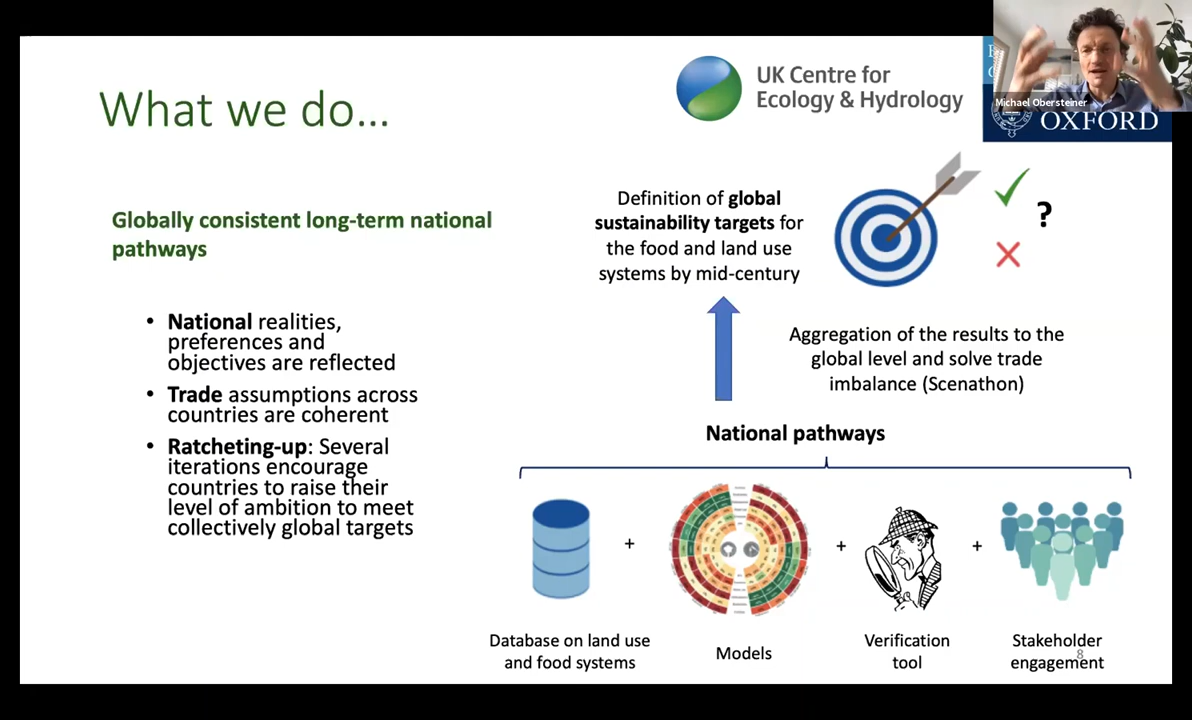 What we do...
UK Centre for
Ecology & Hydrology
Michael Obersteiner
OXFORD
Globally consistent long-term national
pathways
• National realities,
preferences and
objectives are reflected
• Trade assumptions across
countries are coherent
• Ratcheting-up: Several
iterations encourage
countries to raise their
level of ambition to meet
collectively global targets
Definition of global
sustainability targets for
the food and land use
systems by mid-century
?
Aggregation of the results to the
global level and solve trade
imbalance (Scenathon)
National pathways
+
+
+
Database on land use
and food systems
Models
Verification
tool
Stakeholder
engagement
8